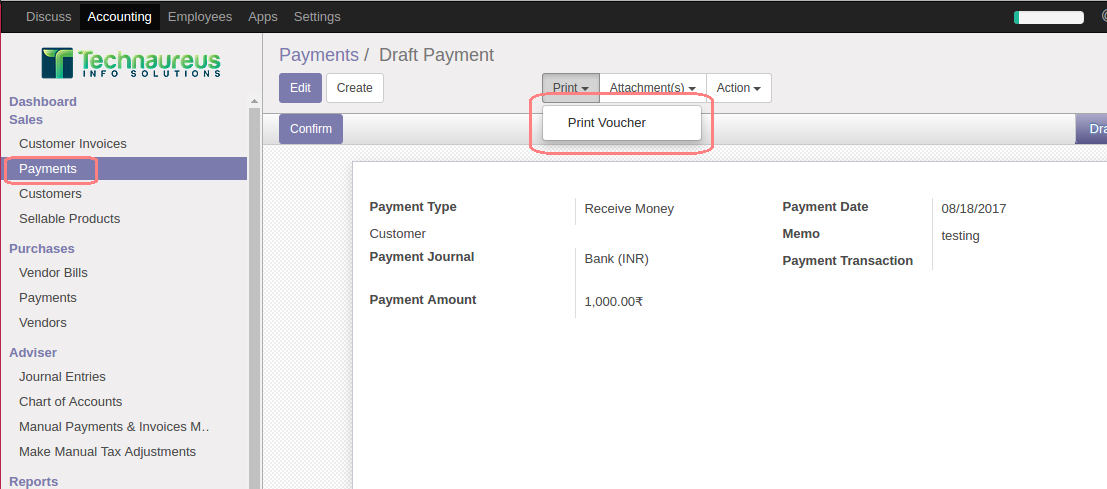 Discuss Accounting Employees Apps Settings
Technaureus
INFO SOLUTIONS
Payments / Draft Payment
Edit Create Print Attachment(s) Action
Print Voucher
Confirm
Dashboard
Sales
Customer Invoices
Payments
Customers
Sellable Products
Purchases
Vendor Bills
Payments
Vendors
Adviser
Journal Entries
Chart of Accounts
Manual Payments & Invoices M..
Make Manual Tax Adjustments
Reports
Payment Type Receive Money
Customer
Payment Journal Bank (INR)
Payment Amount 1,000.00₹
Payment Date 08/18/2017
Memo testing
Payment Transaction